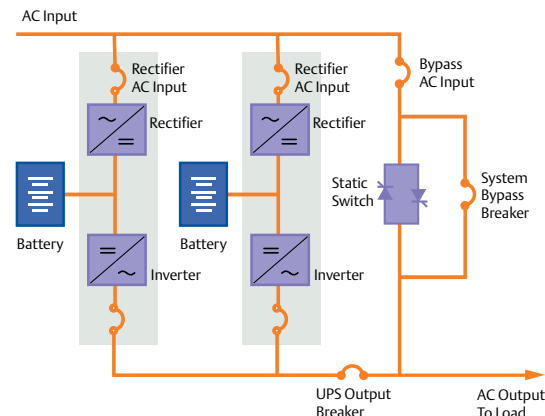 AC Input
Rectifier
AC Input
Rectifier
AC Input
Bypass
AC Input
Rectifier
Rectifier
Static
Switch
System
Bypass
Breaker
Battery
Battery
Inverter
Inverter
UPS Output
Breaker
AC Output
To Load